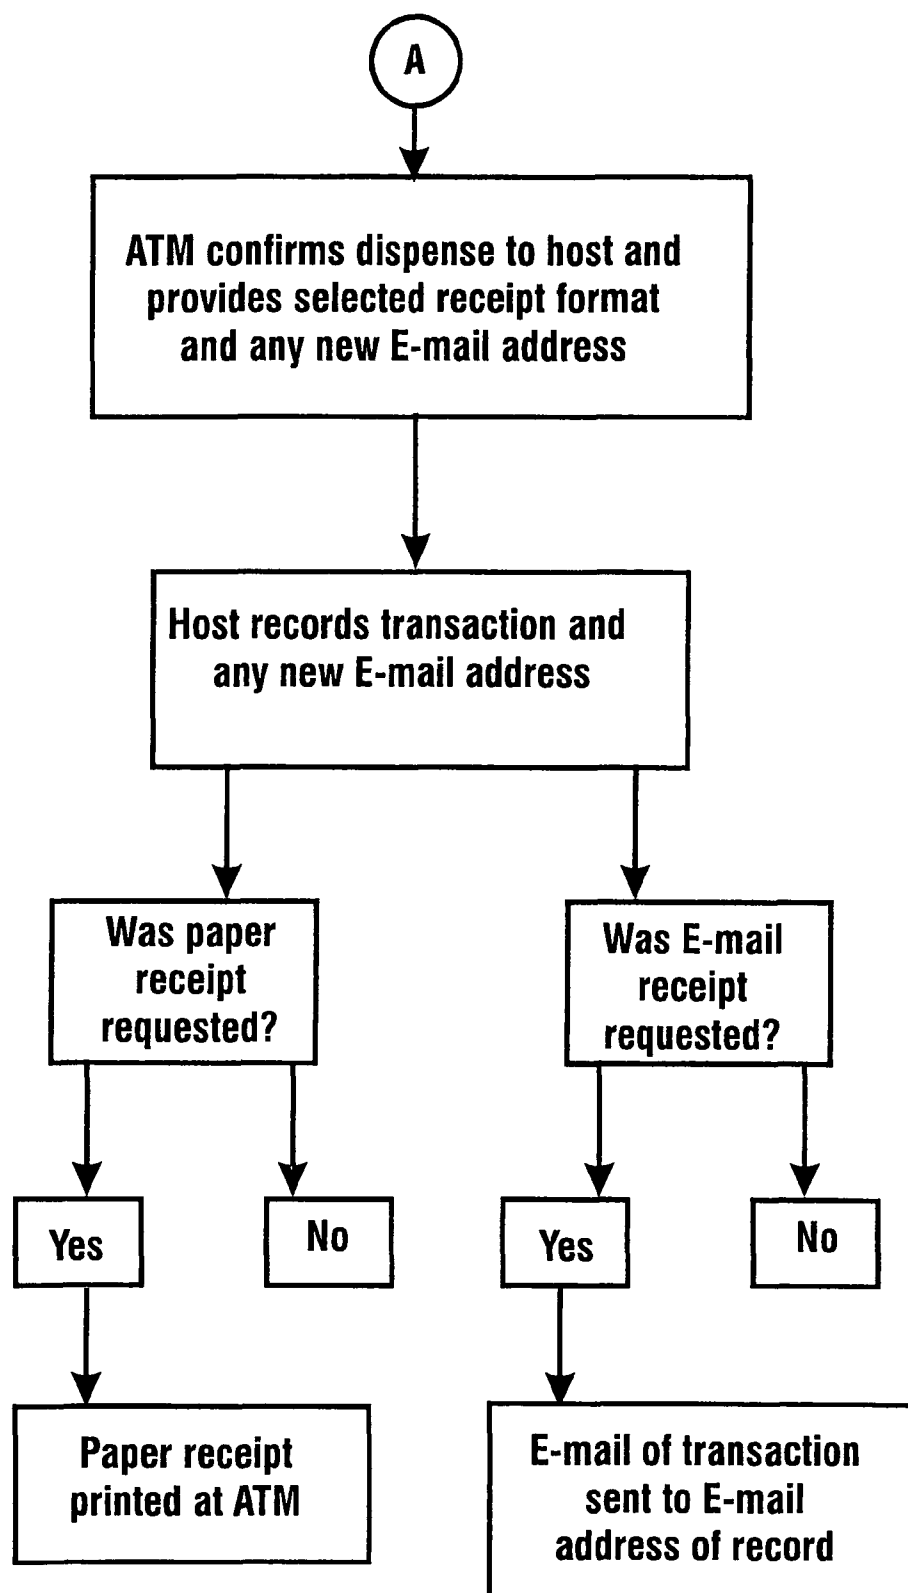 A
ATM confirms dispense to host and
provides selected receipt format
and any new E-mail address
Host records transaction and
any new E-mail address
Was paper
receipt
requested?
Was E-mail
receipt
requested?
Yes
No
Yes
No
Paper receipt
printed at ATM
E-mail of transaction
sent to E-mail
address of record